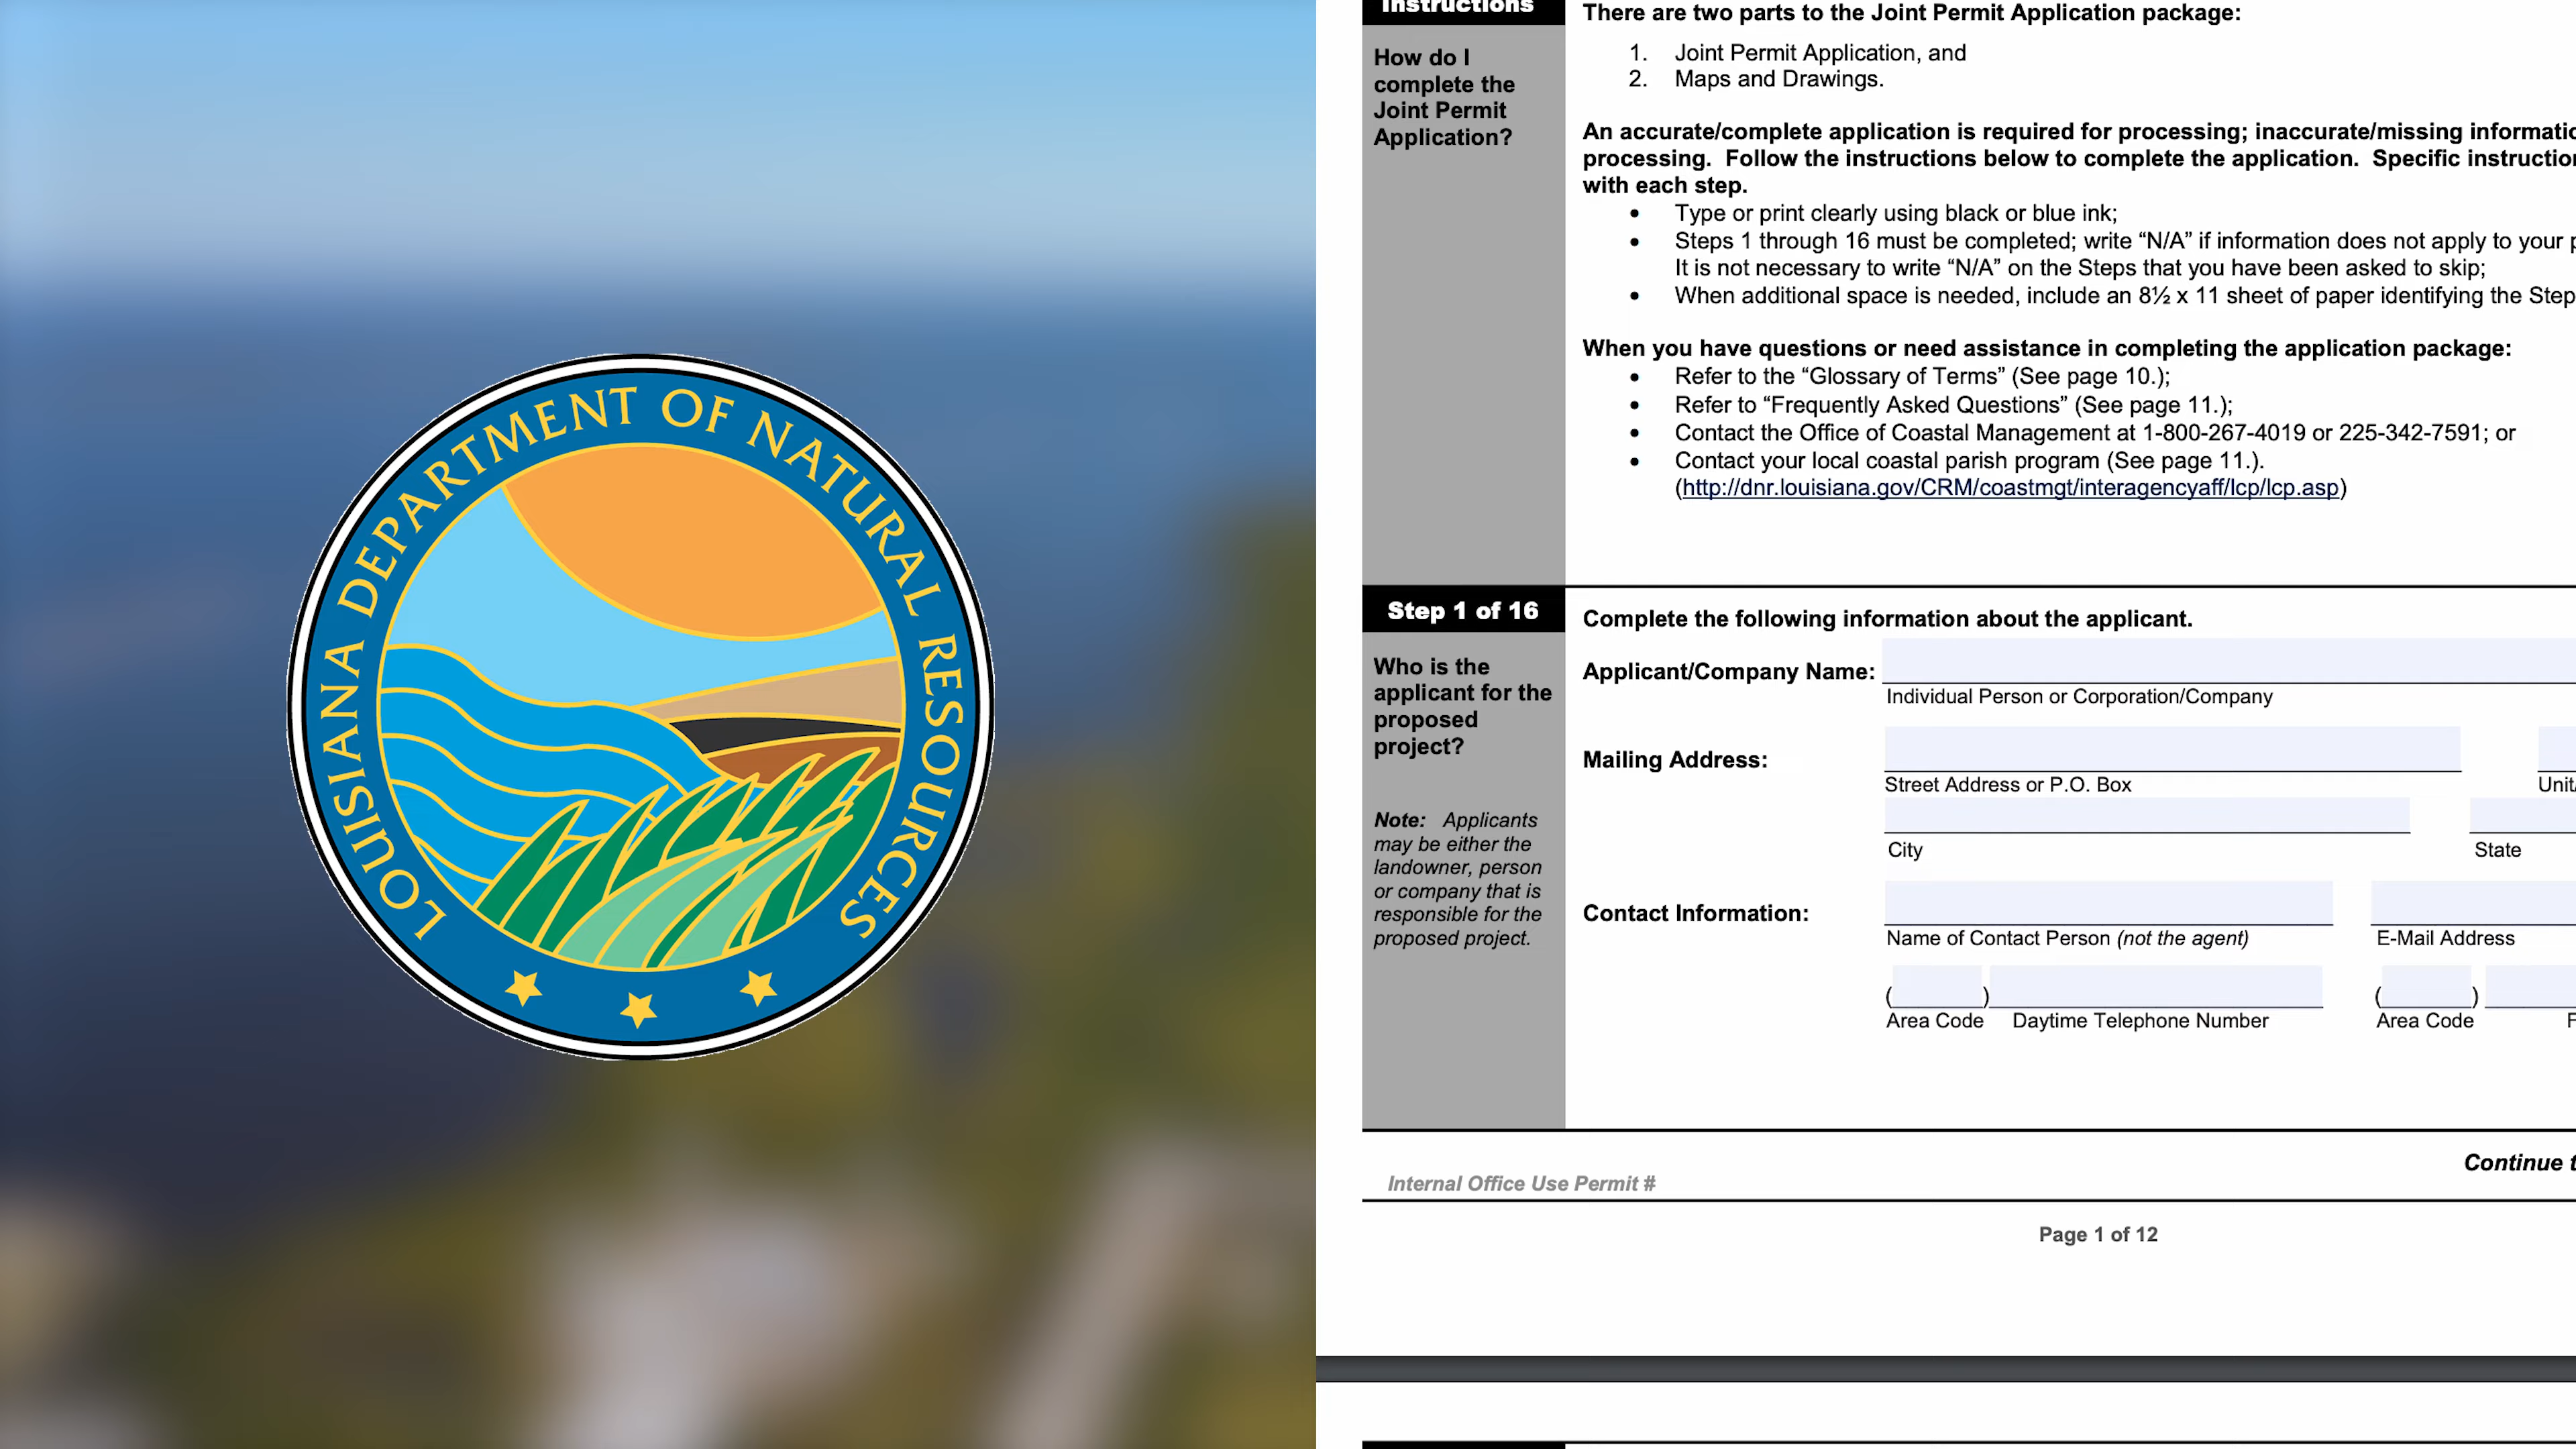 LOUISIANA DEPARTMENT OF NATURAL RESOURCES
Instructions
How do I
complete the
Joint Permit
Application?
There are two parts to the Joint Permit Application package:
1. Joint Permit Application, and
2. Maps and Drawings.
An accurate/complete application is required for processing; inaccurate/missing
processing. Follow the instructions below to complete the application. Specific
with each step.
• Type or print clearly using black or blue ink;
• Steps 1 through 16 must be completed; write “N/A” if information does not apply to your
It is not necessary to write “N/A” on the Steps that you have been asked to skip;
• When additional space is needed, include an 8½ x 11 sheet of paper identifying the Step
When you have questions or need assistance in completing the application package:
• Refer to the “Glossary of Terms” (See page 10.);
• Refer to “Frequently Asked Questions” (See page 11.);
• Contact the Office of Coastal Management at 1-800-267-4019 or 225-342-7591; or
• Contact your local coastal parish program (See page 11.).
(http://dnr.louisiana.gov/CRM/coastmgt/interagencyaff/lcp/lcp.asp)
Step 1 of 16
Who is the
applicant for the
proposed
project?
Note: Applicants
may be either the
landowner, person
or company that is
responsible for the
proposed project.
Complete the following information about the applicant.
Applicant/Company Name:
Individual Person or Corporation/Company
Mailing Address:
Street Address or P.O. Box Unit/
City State
Contact Information:
Name of Contact Person (not the agent) E-Mail Address
( ) ( )
Area Code Daytime Telephone Number Area Code
Continue
Internal Office Use Permit #
Page 1 of 12